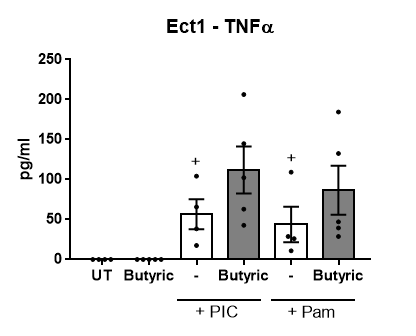 Ect1 - TNFα
250
200
150
100
50
0
pg/ml
+ +
UT Butyric - Butyric - Butyric
+ PIC + Pam